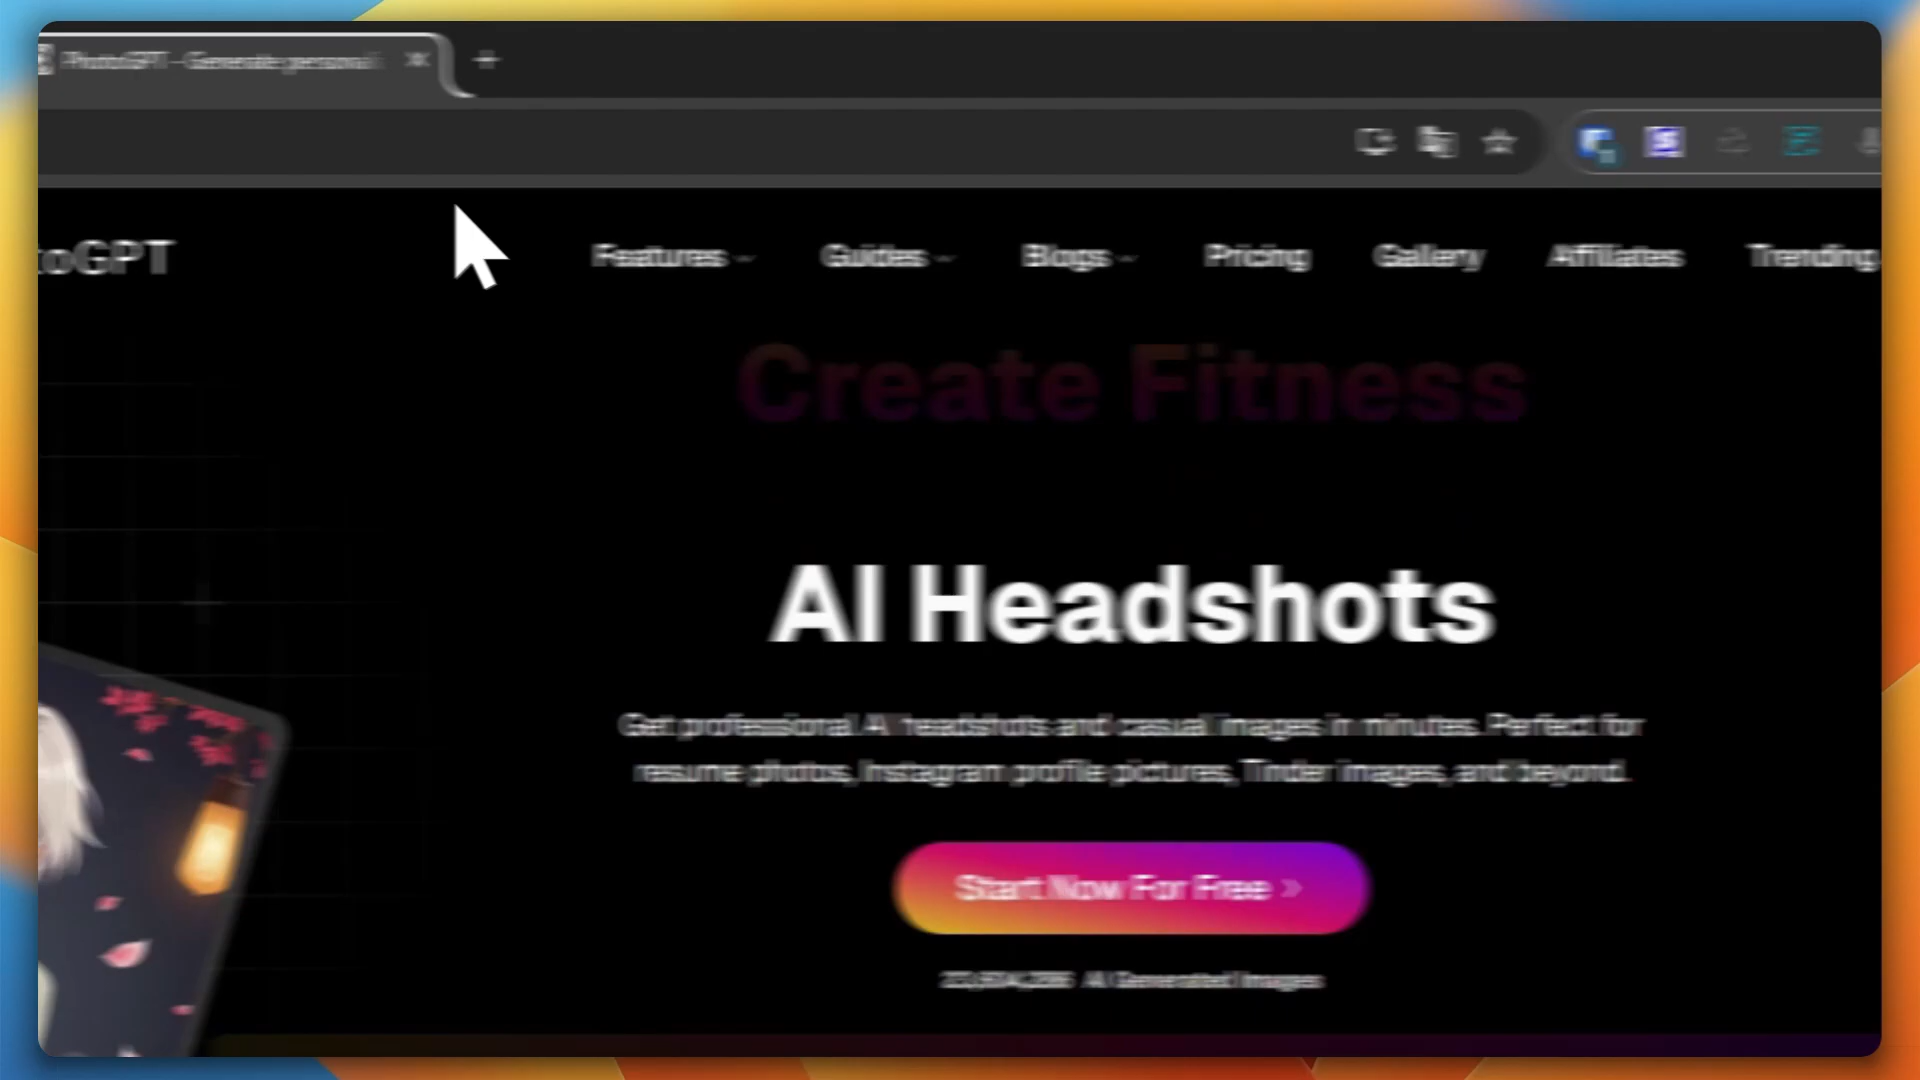 PhotoGPT - Generate personal
toGPT
Features
Guides
Blogs
Pricing
Gallery
Affiliates
Trending
Create Fitness
AI Headshots
Get professional AI headshots and casual images in minutes. Perfect for
resume photos, Instagram profile pictures, Tinder images, and beyond.
Start Now For Free »
AI Generated Images